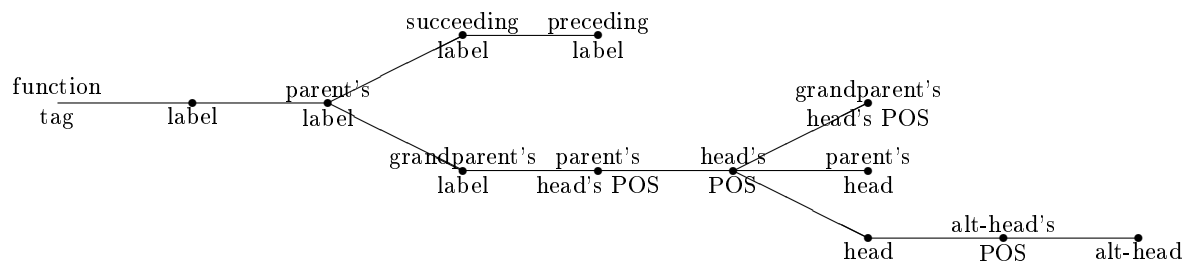 succeeding preceding
label label
function parent's grandparent's
tag label label head's POS
grandparent's parent's head's parent's
label head's POS POS head
alt-head's
head POS alt-head